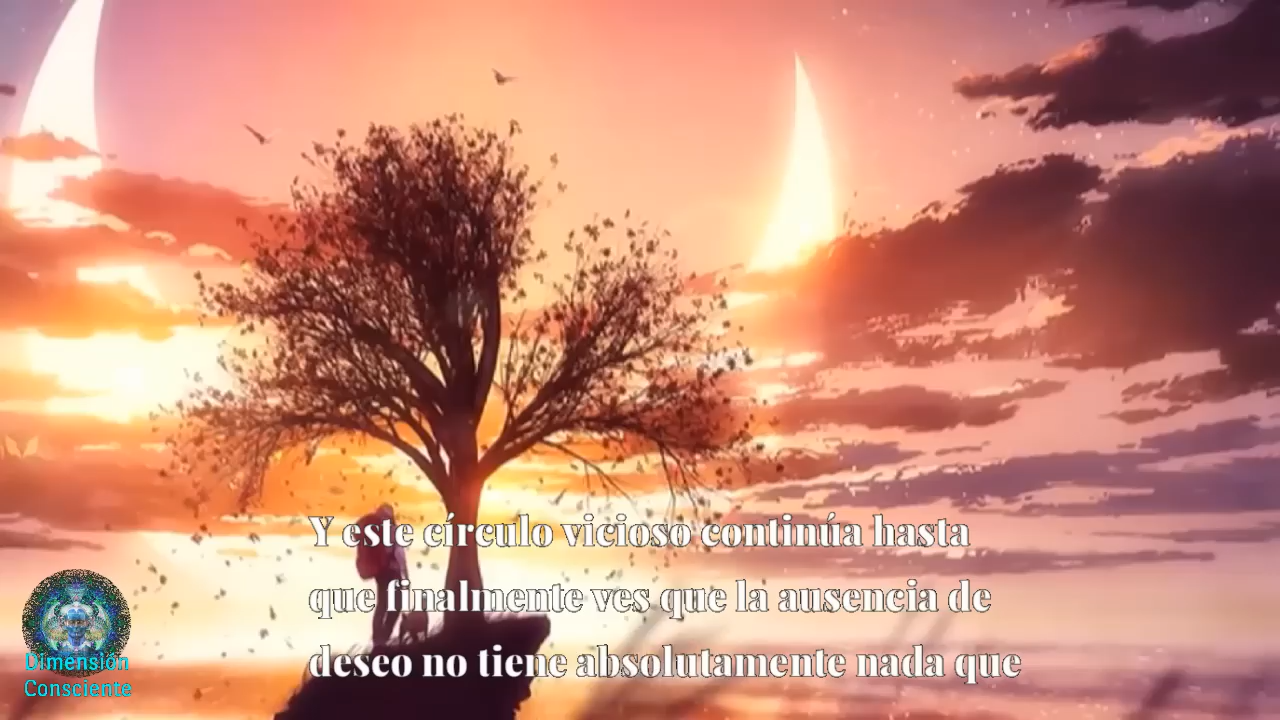 Y este círculo vicioso continúa hasta
que finalmente ves que la ausencia de
deseo no tiene absolutamente nada que
Dimensión
Consciente